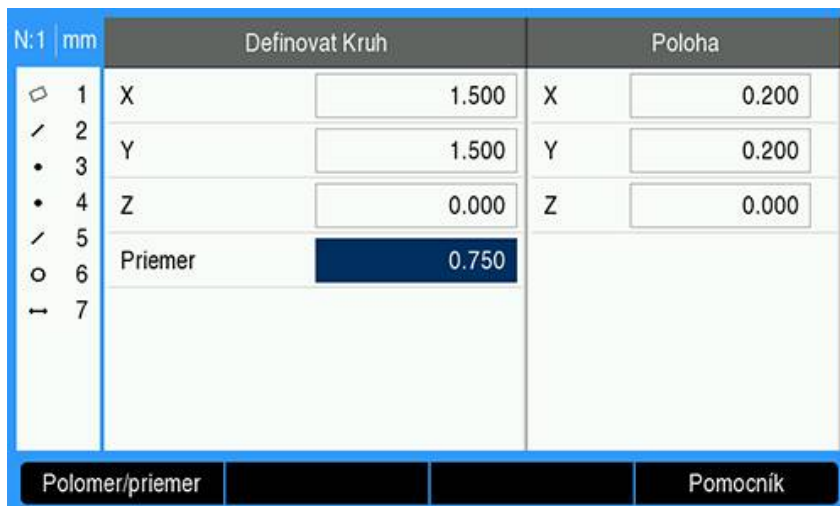 N:1 mm Definovat Kruh Poloha
1 X 1.500 X 0.200
2
3 Y 1.500 Y 0.200
4 Z 0.000 Z 0.000
5
6 Priemer 0.750
7
Polomer/priemer Pomocník